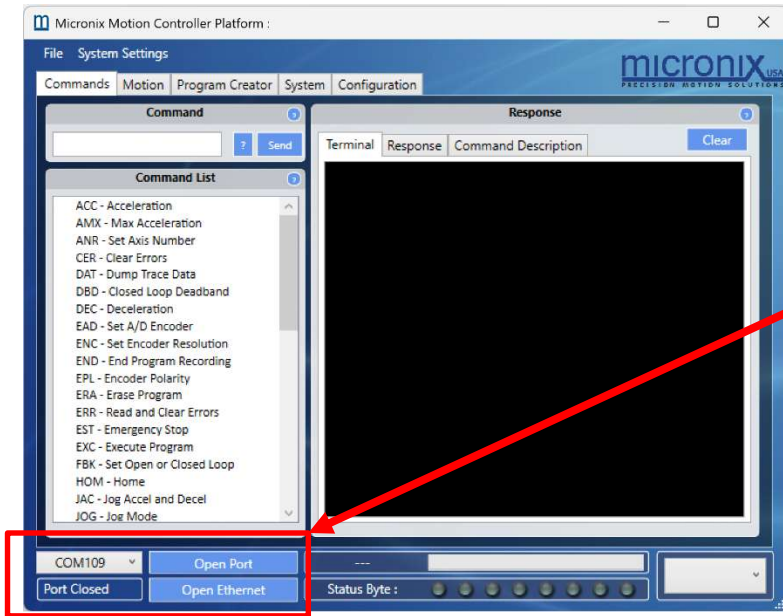 Micronix Motion Controller Platform :
File System Settings
micronix USA
PRECISION MOTION SOLUTIONS
Commands Motion Program Creator System Configuration
Command
? Send
Command List
ACC - Acceleration
AMX - Max Acceleration
ANR - Set Axis Number
CER - Clear Errors
DAT - Dump Trace Data
DBD - Closed Loop Deadband
DEC - Deceleration
EAD - Set A/D Encoder
ENC - Set Encoder Resolution
END - End Program Recording
EPL - Encoder Polarity
ERA - Erase Program
ERR - Read and Clear Errors
EST - Emergency Stop
EXC - Execute Program
FBK - Set Open or Closed Loop
HOM - Home
JAC - Jog Accel and Decel
JOG - Jog Mode
Response
Terminal Response Command Description Clear
COM109 Open Port ---
Port Closed Open Ethernet Status Byte :